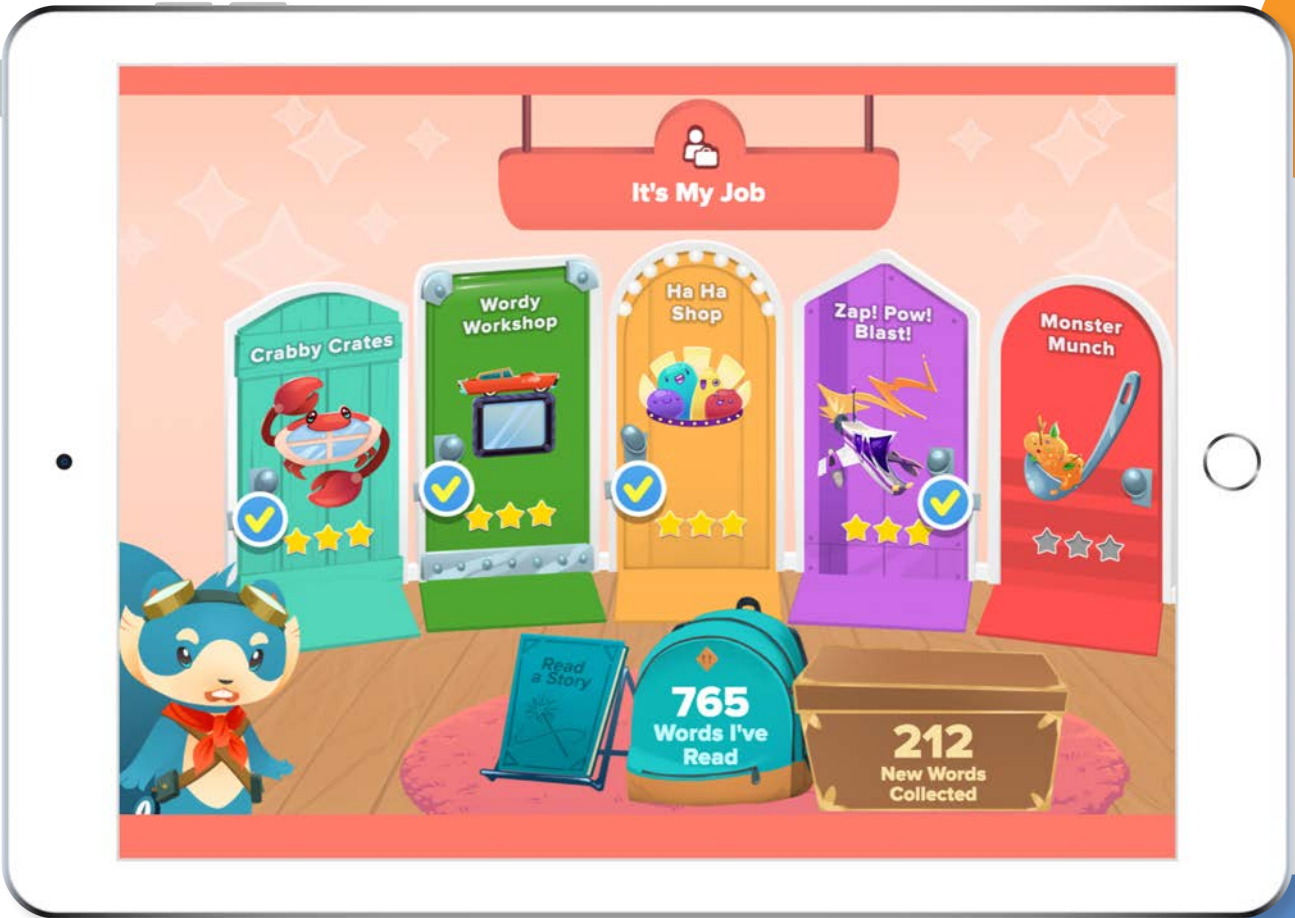 It's My Job
Crabby Crates
Wordy
Workshop
Ha Ha
Shop
Zap! Pow!
Blast!
Monster
Munch
Read
a Story
765
Words I've
Read
212
New Words
Collected